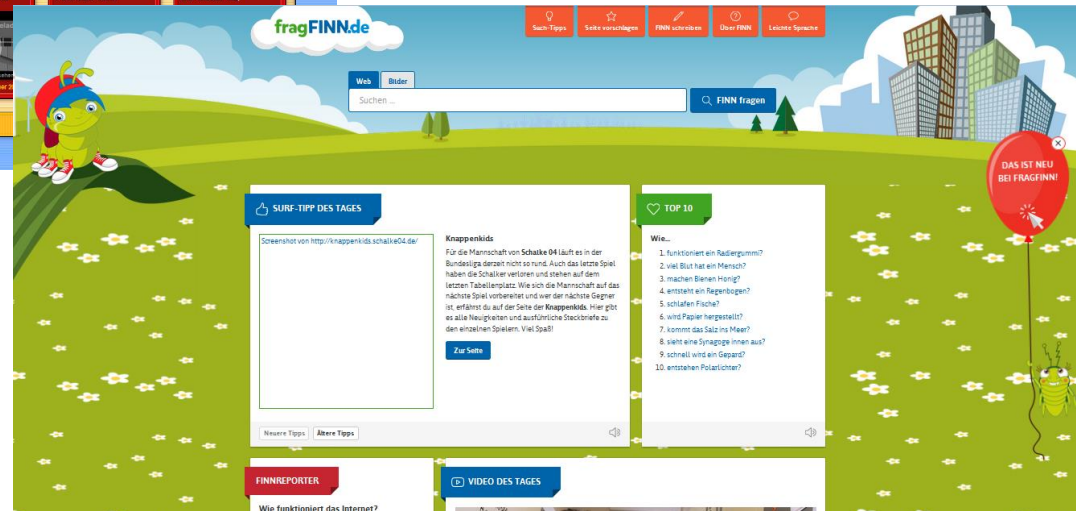 fragFINN.de
Such-Tipps
Seite vorschlagen
FINN schreiben
Über FINN
Leichte Sprache
Web
Bilder
Suchen ...
FINN fragen
DAS IST NEU
BEI FRAGFINN!
SURF-TIPP DES TAGES
Screenshot von http://knappenkids.schalke04.de/
Knappenkids
Für die Mannschaft von Schalke 04 läuft es in der
Bundesliga derzeit nicht so rund. Auch das letzte Spiel
haben die Schalker verloren und stehen auf dem
letzten Tabellenplatz. Wie sich die Mannschaft auf das
nächste Spiel vorbereitet und wer der nächste Gegner
ist, erfährst du auf der Seite der Knappenkids. Hier gibt
es alle Neuigkeiten und ausführliche Steckbriefe zu
den einzelnen Spielern. Viel Spaß!
Zur Seite
Neuere Tipps
Ältere Tipps
TOP 10
Wie...
1. funktioniert ein Radiergummi?
2. viel Blut hat ein Mensch?
3. machen Bienen Honig?
4. entsteht ein Regenbogen?
5. schlafen Fische?
6. wird Papier hergestellt?
7. kommt das Salz ins Meer?
8. sieht eine Synagoge innen aus?
9. schnell wird ein Gepard?
10. entstehen Polarlichter?
FINNREPORTER
Wie funktioniert das Internet?
VIDEO DES TAGES